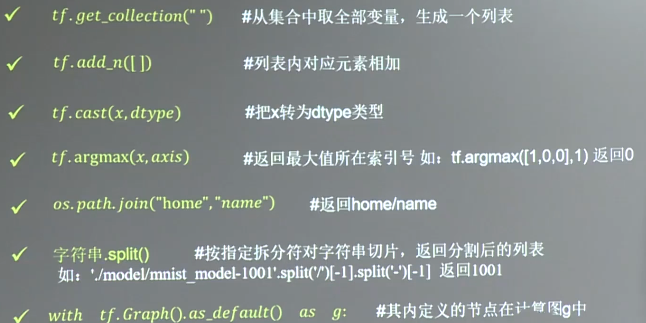 ✓ tf.get_collection("") #从集合中取全部变量，生成一个列表
✓ tf.add_n([]) #列表内对应元素相加
✓ tf.cast(x,dtype) #把x转为dtype类型
✓ tf.argmax(x,axis) #返回最大值所在索引号 如：tf.argmax([1,0,0],1) 返回0
✓ os.path.join("home","name") #返回home/name
✓ 字符串.split() #按指定拆分符对字符串切片，返回分割后的列表
如：'./model/mnist_model-1001'.split('/')[-1].split('-')[-1] 返回1001
✓ with tf.Graph().as_default() as g: #其内定义的节点在计算图g中